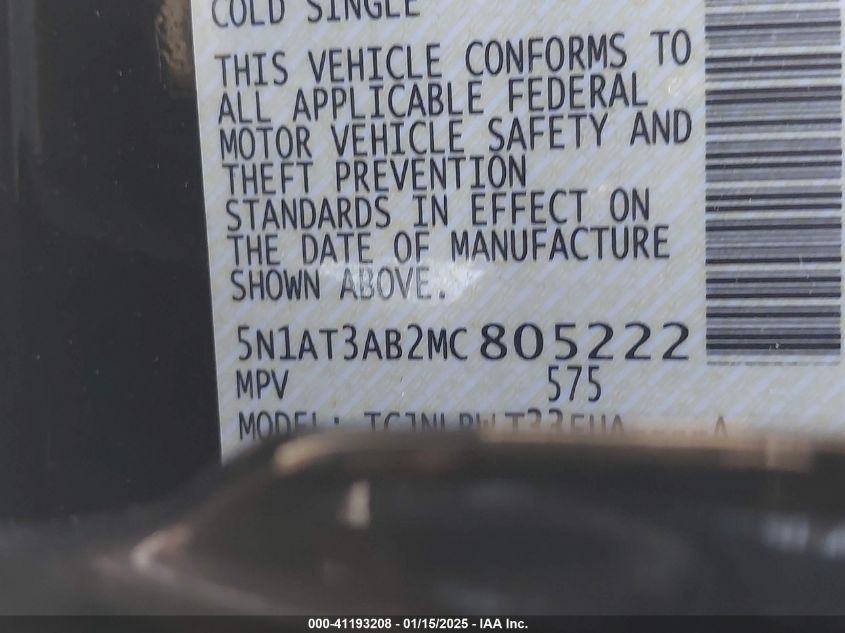 COLD SINGLE
THIS VEHICLE CONFORMS TO
ALL APPLICABLE FEDERAL
MOTOR VEHICLE SAFETY AND
THEFT PREVENTION
STANDARDS IN EFFECT ON
THE DATE OF MANUFACTURE
SHOWN ABOVE.
5N1AT3AB2MC805222
MPV 575
MODEL:
000-41193208 - 01/15/2025 - IAA Inc.